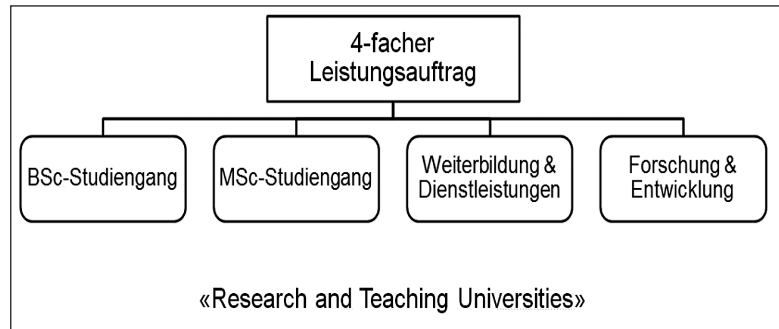 4-facher
Leistungsauftrag
BSc-Studiengang
MSc-Studiengang
Weiterbildung &
Dienstleistungen
Forschung &
Entwicklung
«Research and Teaching Universities»